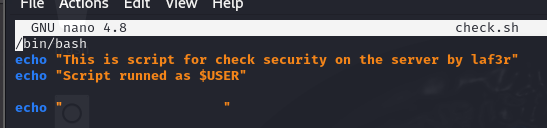 File Actions Edit View Help
GNU nano 4.8 check.sh
/bin/bash
echo "This is script for check security on the server by laf3r"
echo "Script runned as $USER"
echo "                    "